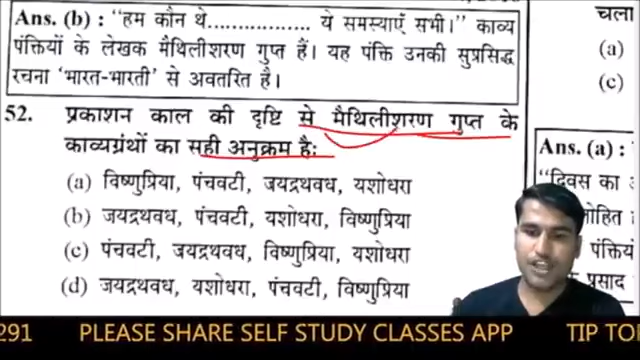 Ans. (b) : "हम कौन थे.................... ये समस्याएँ सभी।" काव्य
पंक्तियों के लेखक मैथिलीशरण गुप्त हैं। यह पंक्ति उनकी सुप्रसिद्ध
रचना 'भारत-भारती' से अवतरित है।
52. प्रकाशन काल की दृष्टि से मैथिलीशरण गुप्त के
काव्यग्रंथों का सही अनुक्रम है:
(a) विष्णुप्रिया, पंचवटी, जयद्रथवध, यशोधरा
(b) जयद्रथवध, पंचवटी, यशोधरा, विष्णुप्रिया
(c) पंचवटी, जयद्रथवध, विष्णुप्रिया, यशोधरा
(d) जयद्रथवध, यशोधरा, पंचवटी, विष्णुप्रिया
चला
(a)
(c)
Ans. (a) :
"दिवस का
मोहित
पंक्तियों
के प्रसाद
291 PLEASE SHARE SELF STUDY CLASSES APP TIP TO